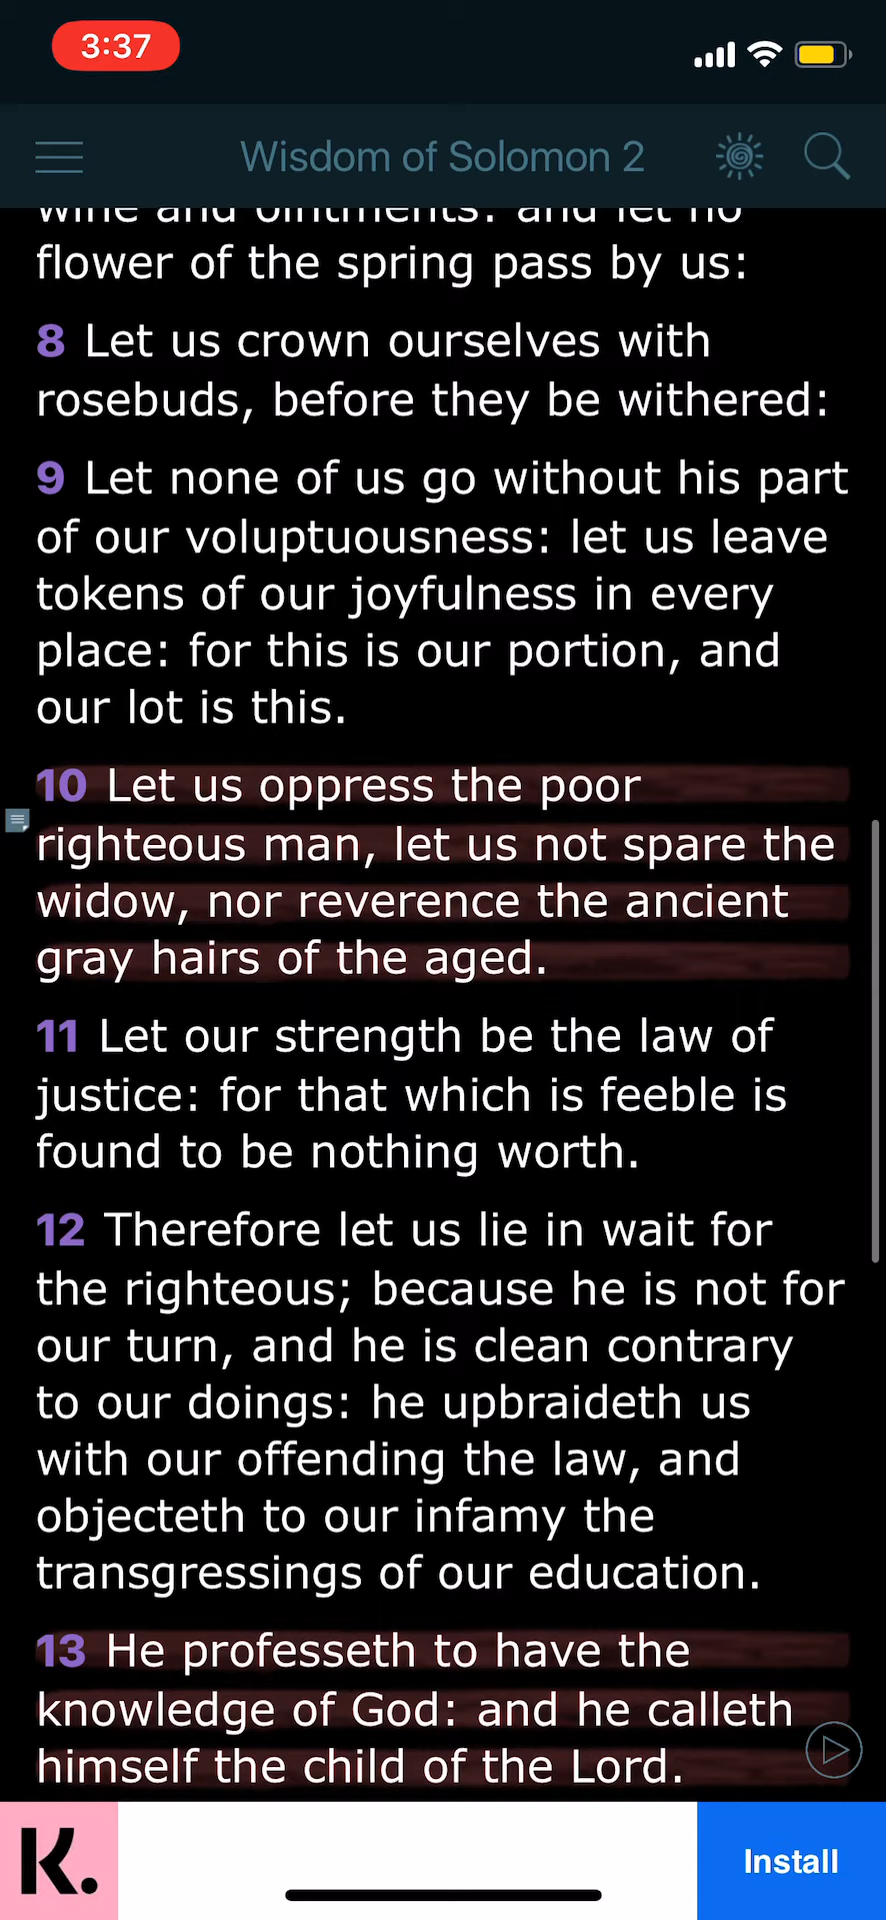 3:37
Wisdom of Solomon 2
wine and ointments: and let no
flower of the spring pass by us:
8 Let us crown ourselves with
rosebuds, before they be withered:
9 Let none of us go without his part
of our voluptuousness: let us leave
tokens of our joyfulness in every
place: for this is our portion, and
our lot is this.
10 Let us oppress the poor
righteous man, let us not spare the
widow, nor reverence the ancient
gray hairs of the aged.
11 Let our strength be the law of
justice: for that which is feeble is
found to be nothing worth.
12 Therefore let us lie in wait for
the righteous; because he is not for
our turn, and he is clean contrary
to our doings: he upbraideth us
with our offending the law, and
objecteth to our infamy the
transgressings of our education.
13 He professeth to have the
knowledge of God: and he calleth
himself the child of the Lord.
K.
Install